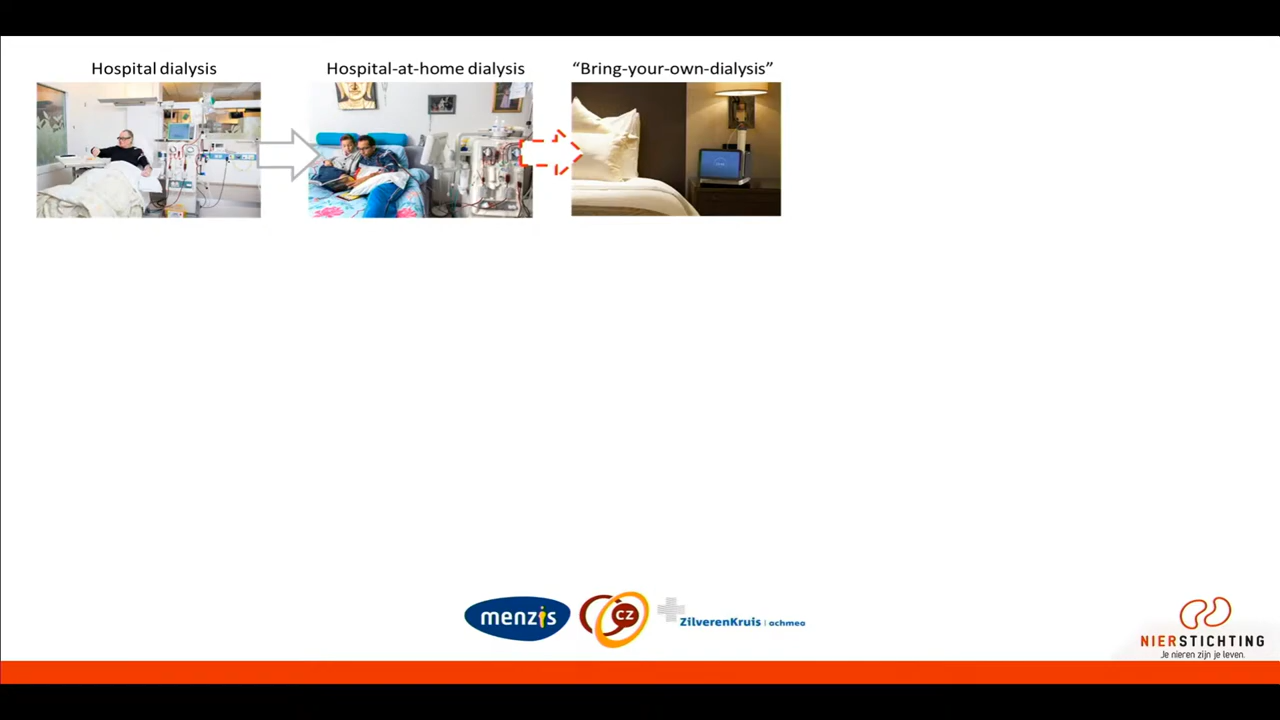 Hospital dialysis
Hospital-at-home dialysis
“Bring-your-own-dialysis”
menzis
CZ
ZilverenKruis | achmea
NIERSTICHTING
Je nieren zijn je leven.